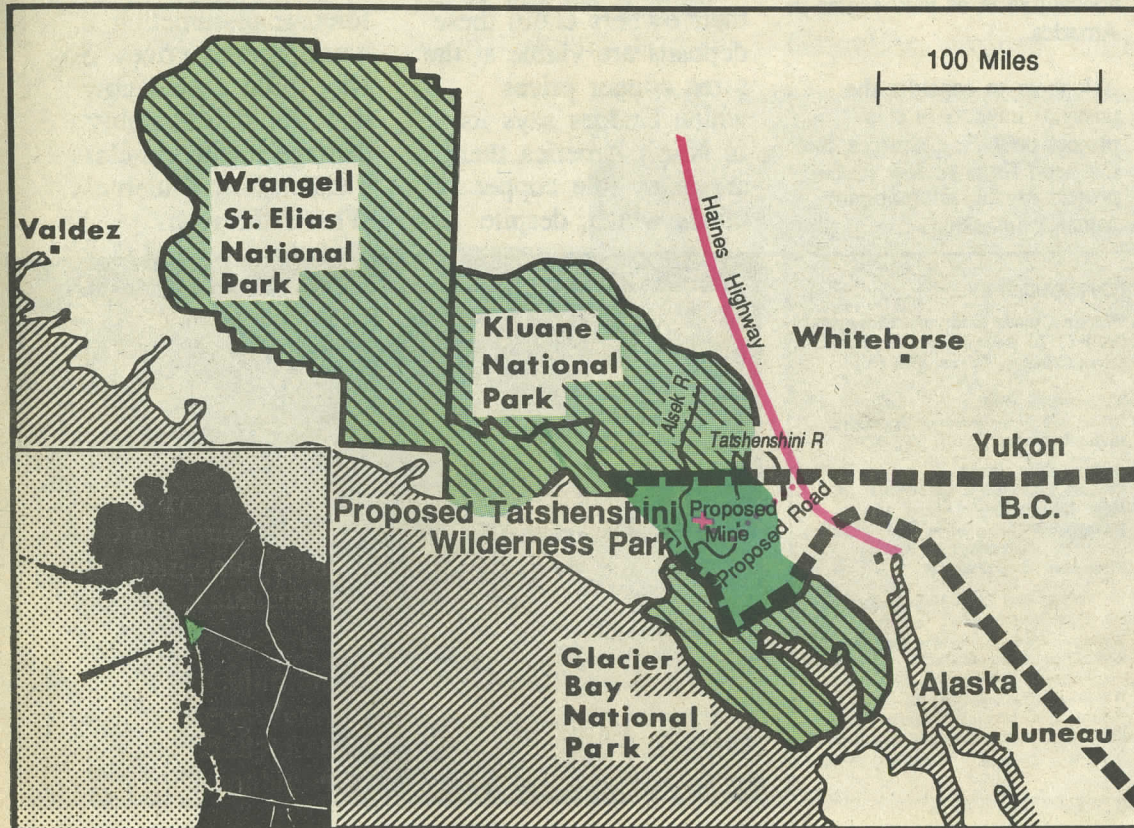 100 Miles
Wrangell
St. Elias
National
Park
Valdez
Haines Highway
Kluane
National
Park
Whitehorse
Alsek R
Tatshenshini R
Yukon
B.C.
Proposed Tatshenshini
Wilderness Park
Proposed
Mine
Proposed Road
Glacier
Bay
National
Park
Alaska
Juneau